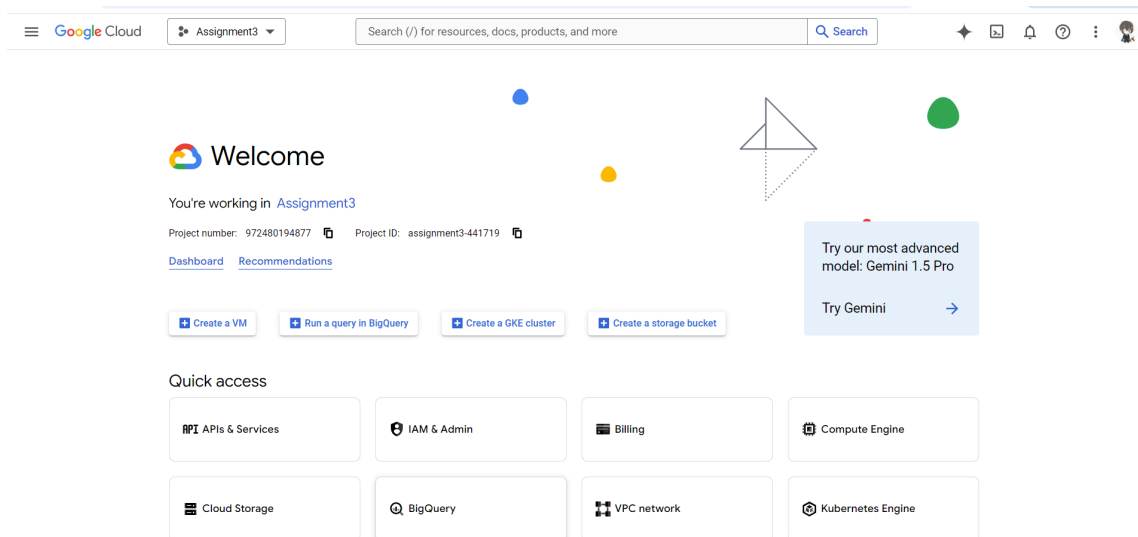 Google Cloud Assignment3 Search (/) for resources, docs, products, and more Search
Welcome
You're working in Assignment3
Project number: 972480194877 Project ID: assignment3-441719
Dashboard Recommendations
Try our most advanced
model: Gemini 1.5 Pro
Try Gemini
Create a VM Run a query in BigQuery Create a GKE cluster Create a storage bucket
Quick access
API APIs & Services IAM & Admin Billing Compute Engine
Cloud Storage BigQuery VPC network Kubernetes Engine